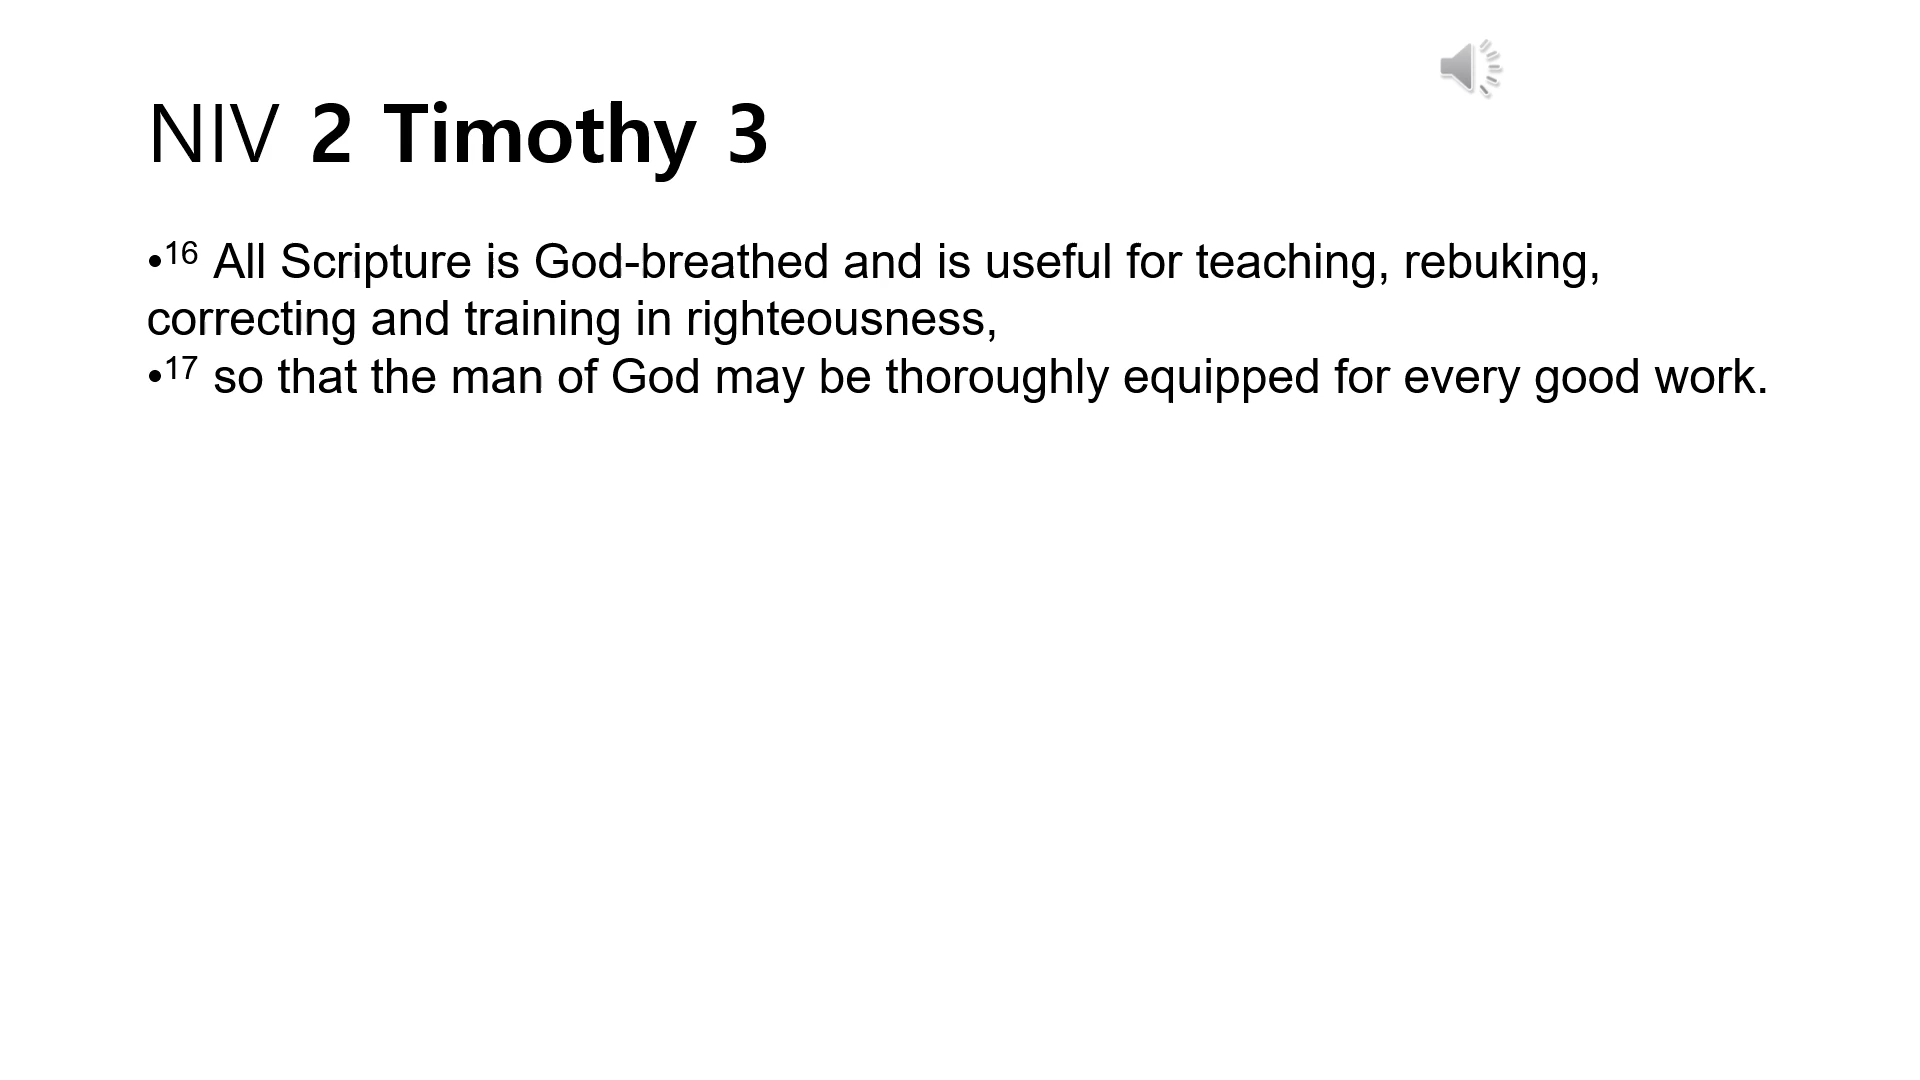 NIV 2 Timothy 3
•16 All Scripture is God-breathed and is useful for teaching, rebuking,
correcting and training in righteousness,
•17 so that the man of God may be thoroughly equipped for every good work.